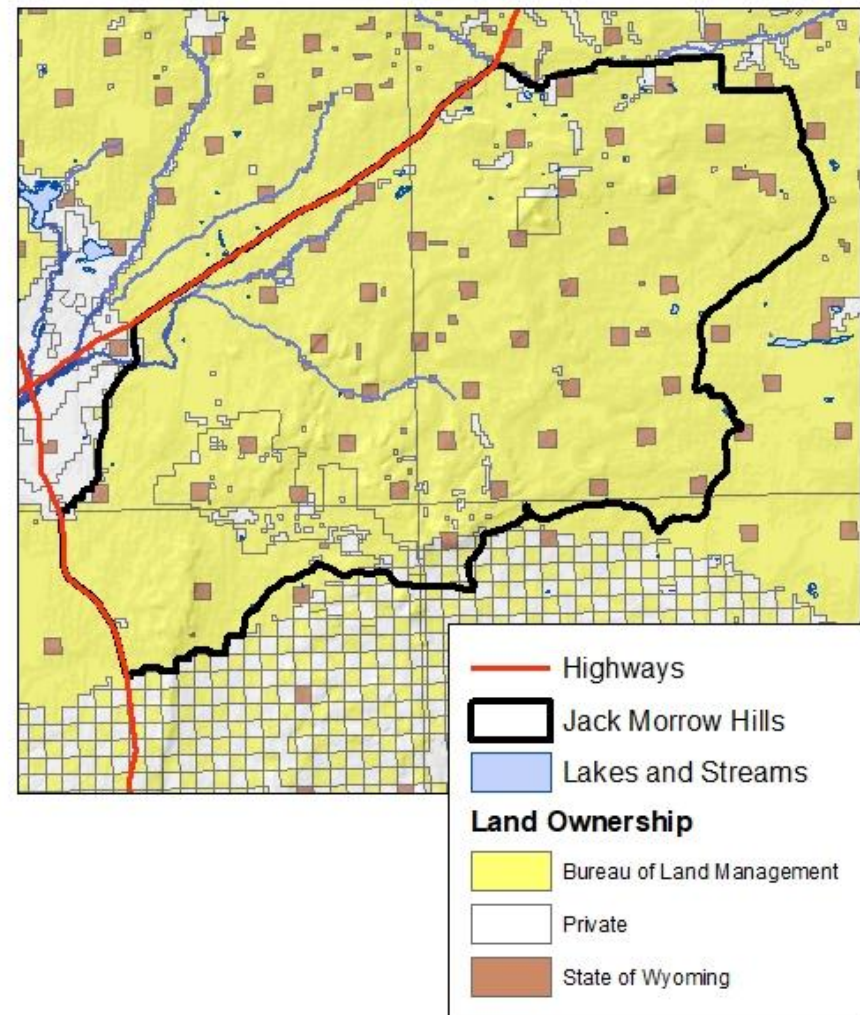 Highways
Jack Morrow Hills
Lakes and Streams
Land Ownership
Bureau of Land Management
Private
State of Wyoming